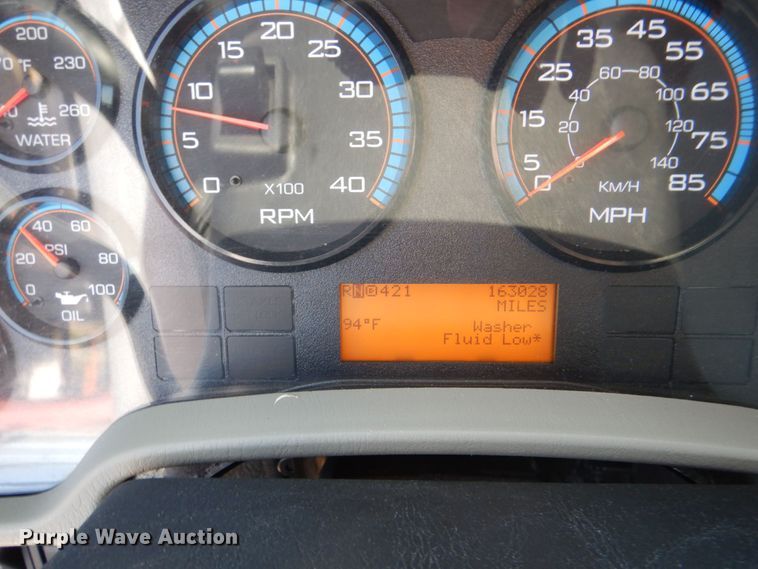 200
°F
230
260
WATER
40
60
PSI
20
80
0
100
OIL
15
20
10
25
30
5
35
0
40
X100
RPM
35
45
25
55
15
65
5
75
0
85
60
80
40
100
20
120
140
KM/H
MPH
RND421 163028
MILES
94°F Washer
Fluid Low*
Purple Wave Auction®